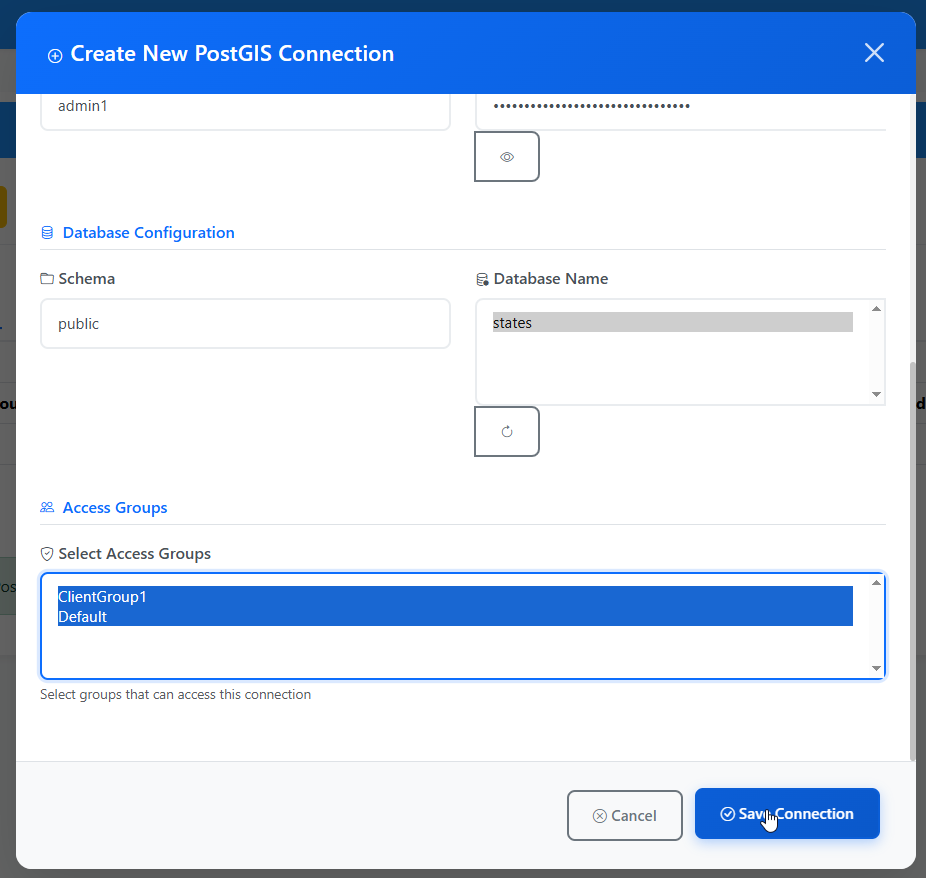 Create New PostGIS Connection
admin1
••••••••••••••••••••••••••••••••
Database Configuration
Schema
Database Name
public
states
Access Groups
Select Access Groups
ClientGroup1
Default
Select groups that can access this connection
Cancel
Save Connection